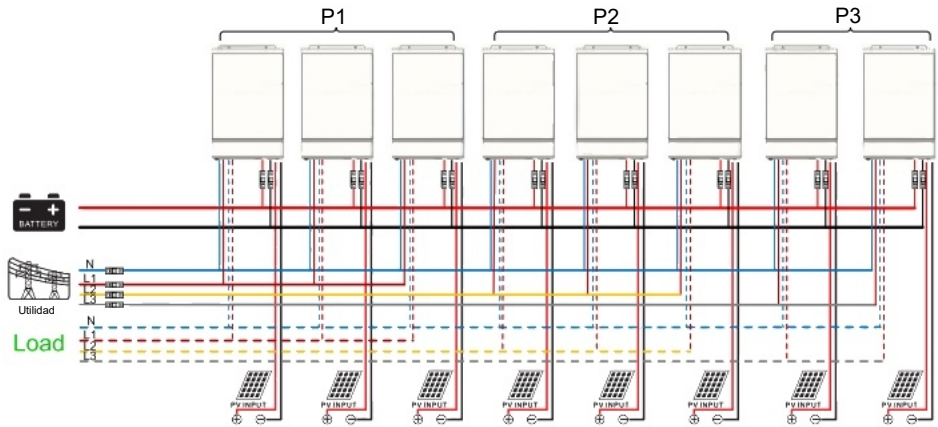 P1 P2 P3
− +
BATTERY
N
L1
L2
L3
Utilidad
N
L1
L2
L3
Load
PV INPUT PV INPUT PV INPUT PV INPUT PV INPUT PV INPUT PV INPUT PV INPUT
⊕ ⊖ ⊕ ⊖ ⊕ ⊖ ⊕ ⊖ ⊕ ⊖ ⊕ ⊖ ⊕ ⊖ ⊕ ⊖